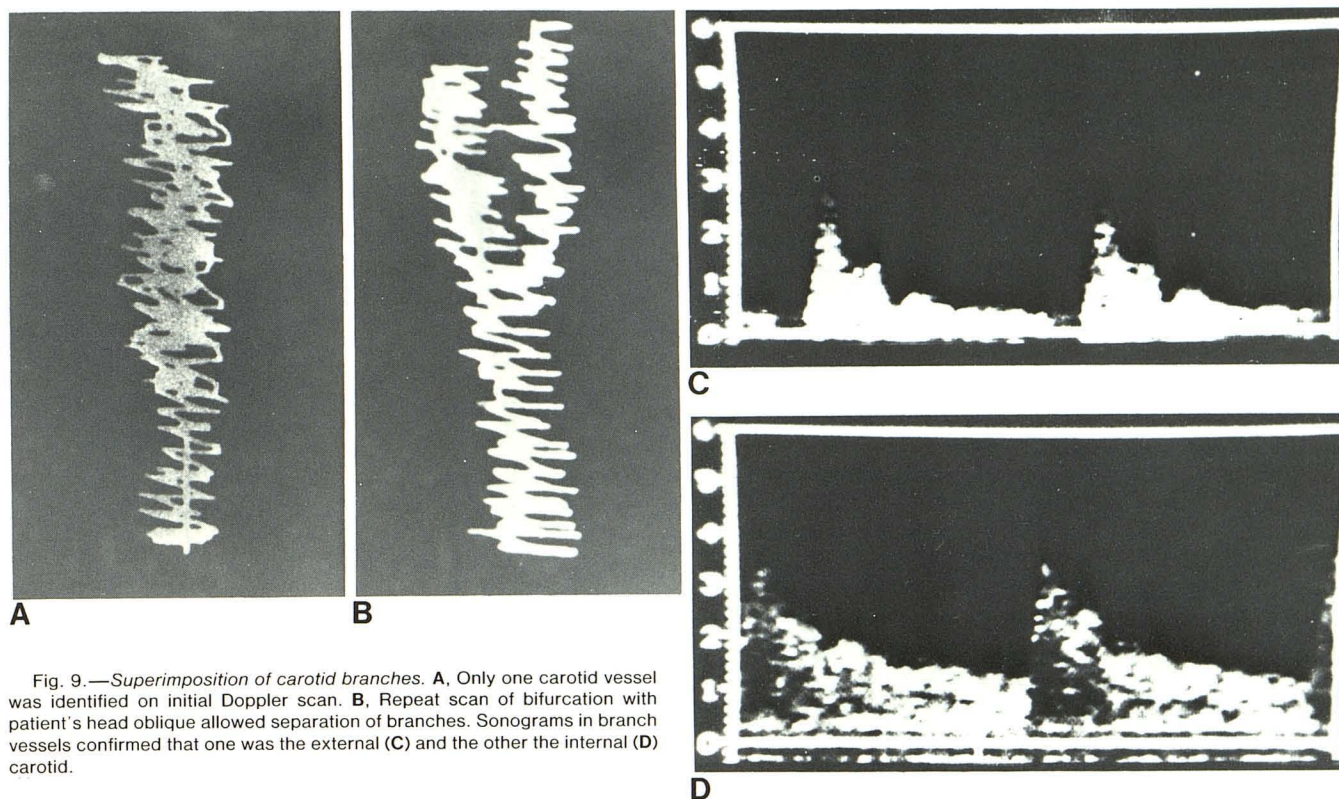 A
B
C
D
Fig. 9.—Superimposition of carotid branches. A, Only one carotid vessel
was identified on initial Doppler scan. B, Repeat scan of bifurcation with
patient's head oblique allowed separation of branches. Sonograms in branch
vessels confirmed that one was the external (C) and the other the internal (D)
carotid.